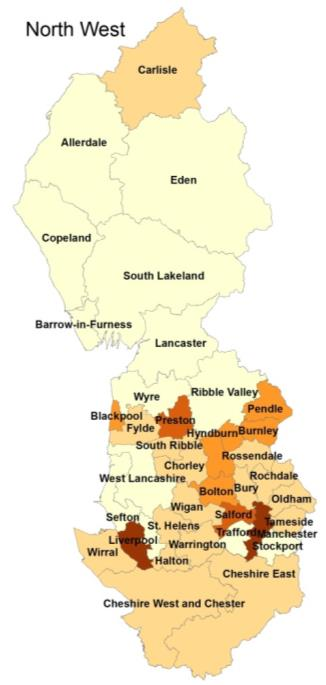 North West
Carlisle
Allerdale
Eden
Copeland
South Lakeland
Barrow-in-Furness
Lancaster
Ribble Valley
Wyre
Pendle
Blackpool
Preston
Fylde
Hyndburn
Burnley
South Ribble
Rossendale
Chorley
Rochdale
West Lancashire
Bolton
Bury
Oldham
Wigan
Sefton
Salford
Tameside
St. Helens
Trafford
Manchester
Liverpool
Warrington
Stockport
Wirral
Halton
Cheshire East
Cheshire West and Chester